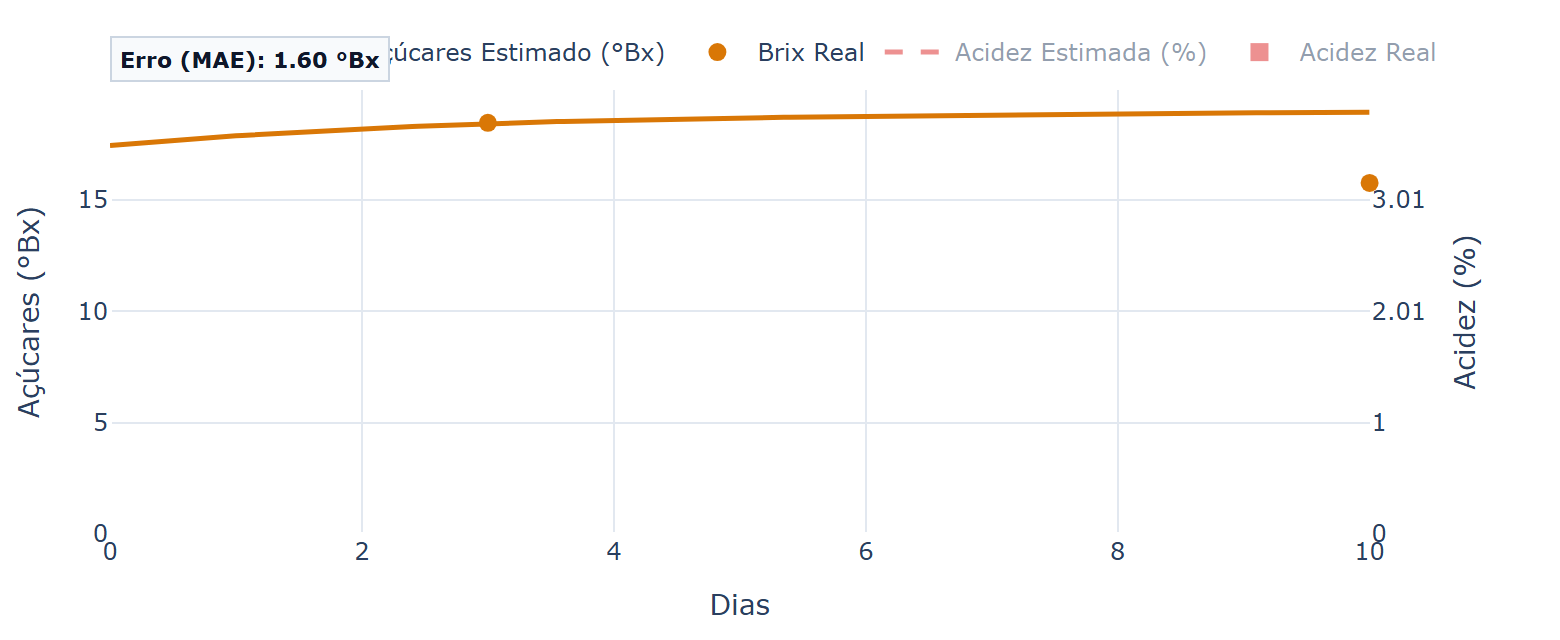 Erro (MAE): 1.60 °Bx
çúcares Estimado (°Bx)
Brix Real
Acidez Estimada (%)
Acidez Real
Açúcares (°Bx)
15
10
5
0
3.01
2.01
1
0
Acidez (%)
0 2 4 6 8 10
Dias